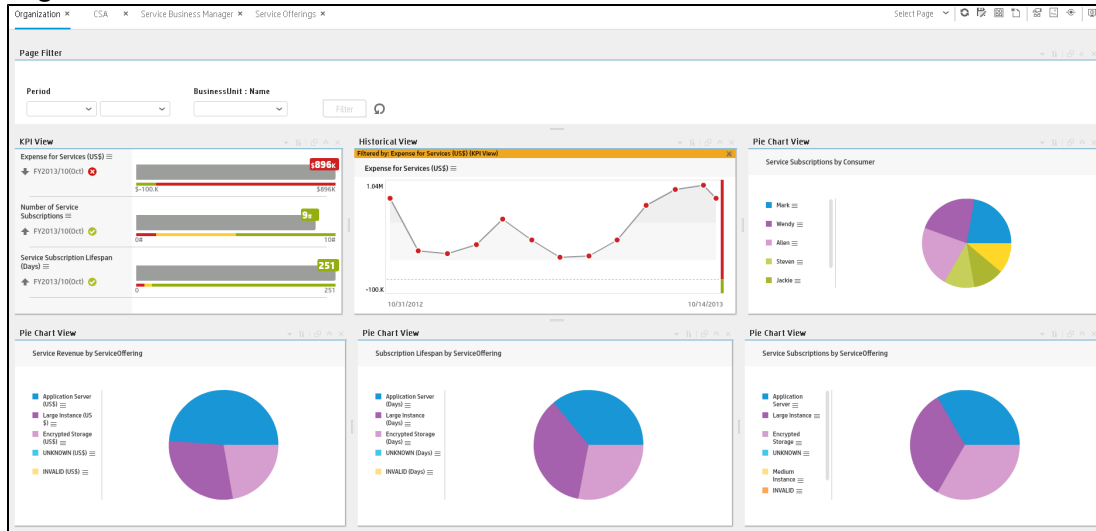 Organization ×
CSA ×
Service Business Manager ×
Service Offerings ×
Select Page
Page Filter
Period
BusinessUnit : Name
Filter
KPI View
Expense for Services (US$)
FY2013/10(Oct)
$896K
$-100.K
$896K
Number of Service
Subscriptions
FY2013/10(Oct)
9#
0#
10#
Service Subscription Lifespan
(Days)
FY2013/10(Oct)
251
0
251
Historical View
Filtered by: Expense for Services (US$) (KPI View)
Expense for Services (US$)
1.04M
-100.K
10/31/2012
10/14/2013
Pie Chart View
Service Subscriptions by Consumer
Mark
Wendy
Allen
Steven
Jackie
Pie Chart View
Service Revenue by ServiceOffering
Application Server
(US$)
Large Instance (US
$)
Encrypted Storage
(US$)
UNKNOWN (US$)
INVALID (US$)
Pie Chart View
Subscription Lifespan by ServiceOffering
Application Server
(Days)
Large Instance
(Days)
Encrypted Storage
(Days)
UNKNOWN (Days)
INVALID (Days)
Pie Chart View
Service Subscriptions by ServiceOffering
Application
Server
Large Instance
Encrypted
Storage
UNKNOWN
Medium
Instance
INVALID